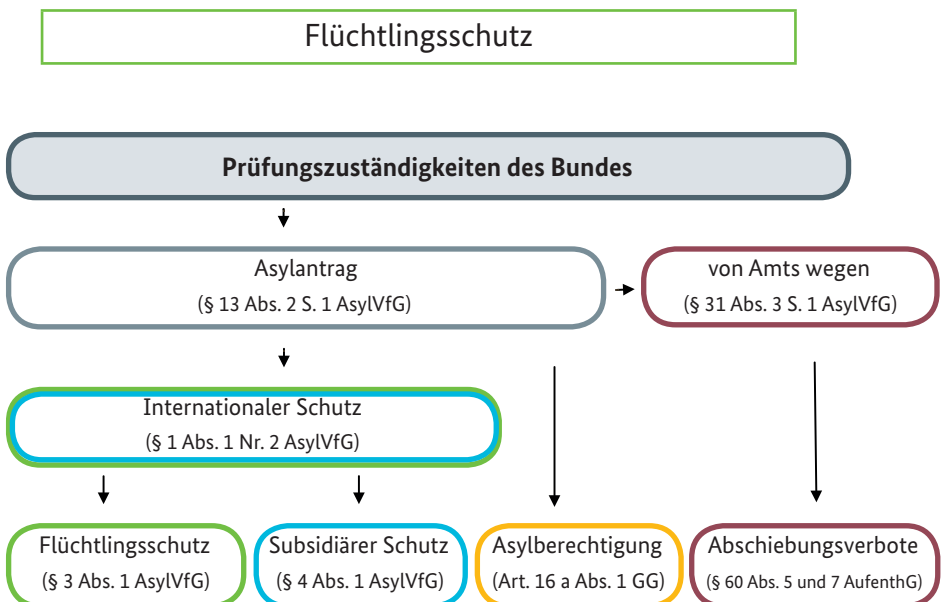 Flüchtlingsschutz
Prüfungszuständigkeiten des Bundes
Asylantrag
(§ 13 Abs. 2 S. 1 AsylVfG)
von Amts wegen
(§ 31 Abs. 3 S. 1 AsylVfG)
Internationaler Schutz
(§ 1 Abs. 1 Nr. 2 AsylVfG)
Flüchtlingsschutz
(§ 3 Abs. 1 AsylVfG)
Subsidiärer Schutz
(§ 4 Abs. 1 AsylVfG)
Asylberechtigung
(Art. 16 a Abs. 1 GG)
Abschiebungsverbote
(§ 60 Abs. 5 und 7 AufenthG)